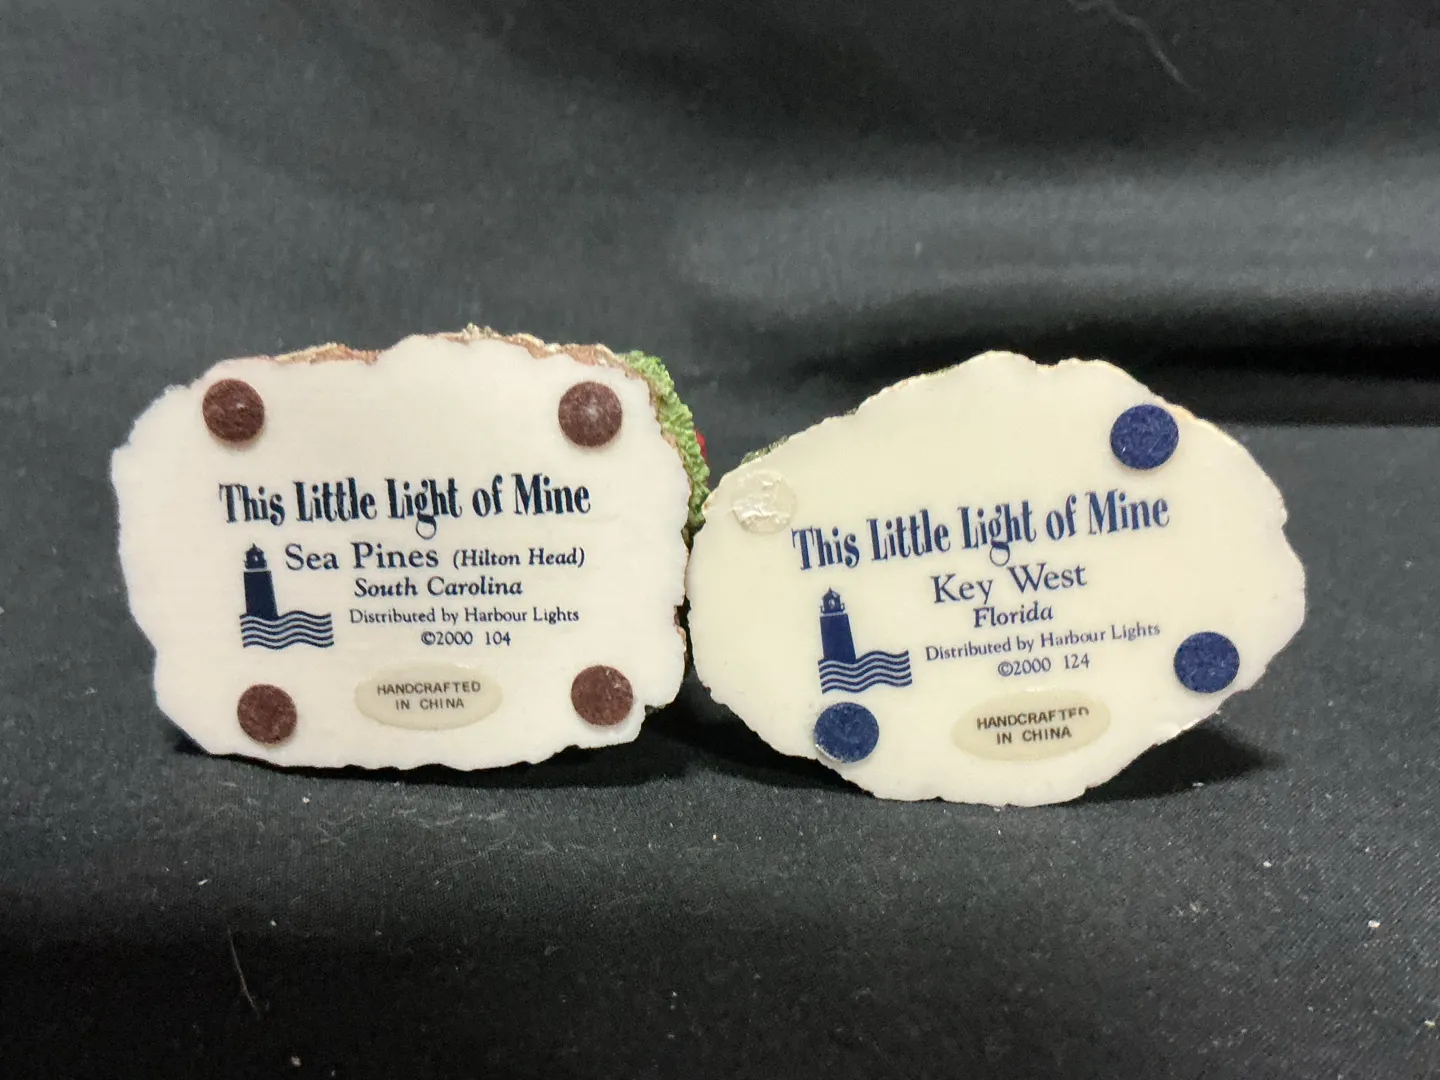 This Little Light of Mine
Sea Pines (Hilton Head)
South Carolina
Distributed by Harbour Lights
©2000 104
HANDCRAFTED
IN CHINA
This Little Light of Mine
Key West
Florida
Distributed by Harbour Lights
©2000 124
HANDCRAFTED
IN CHINA